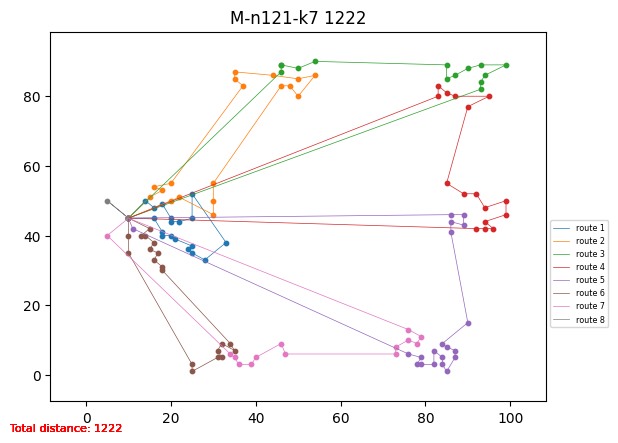 M-n121-k7 1222
80
60
40
20
0
0
20
40
60
80
100
route 1
route 2
route 3
route 4
route 5
route 6
route 7
route 8
Total distance: 1222